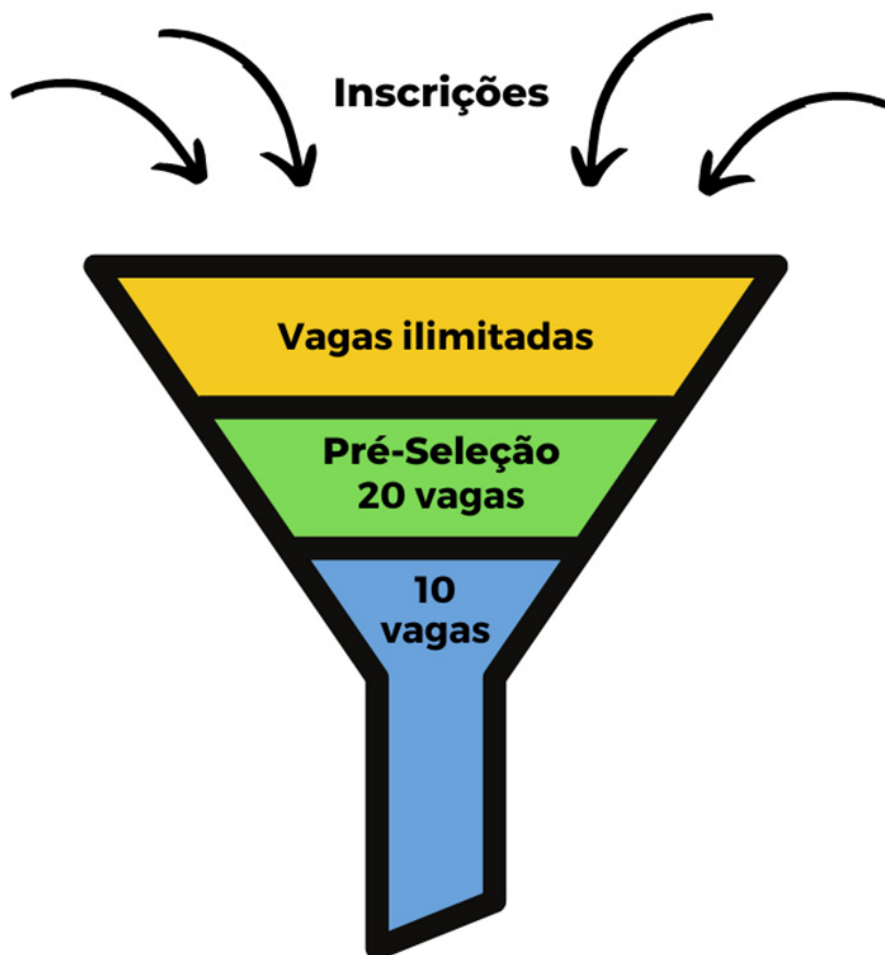 Inscrições
Vagas ilimitadas
Pré-Seleção
20 vagas
10
vagas